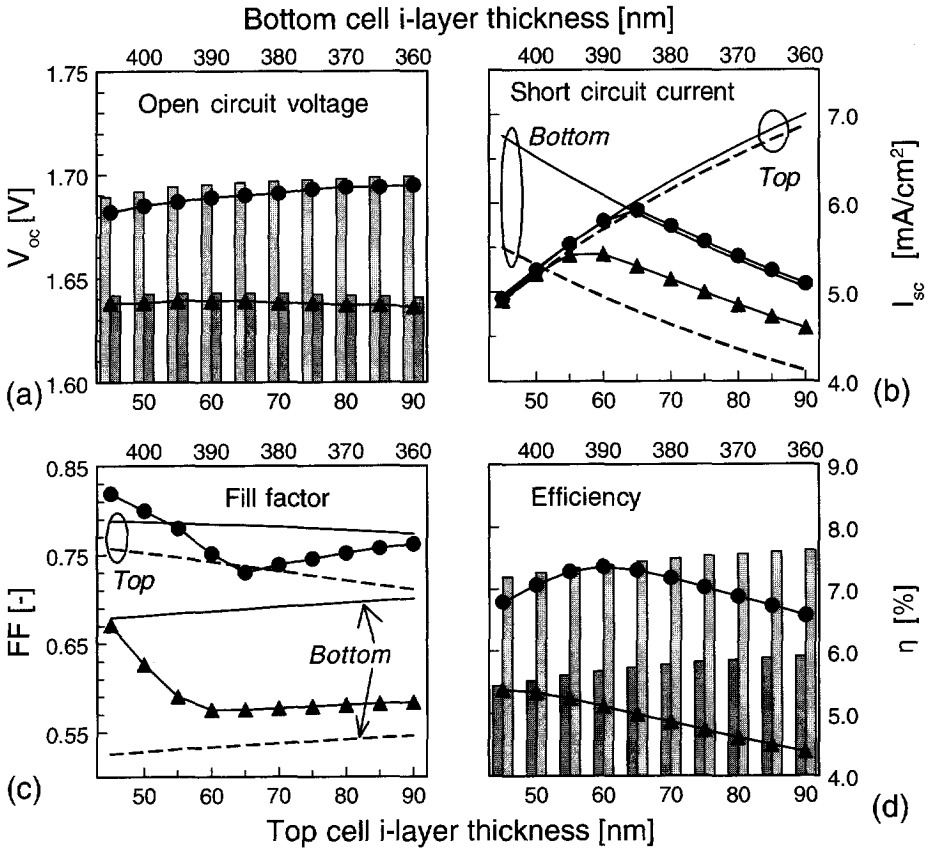 Bottom cell i-layer thickness [nm]
400 390 380 370 360
400 390 380 370 360
1.75
1.70
1.65
1.60
Voc [V]
Open circuit voltage
(a)
50 60 70 80 90
Short circuit current
Bottom
Top
7.0
6.0
5.0
4.0
Isc [mA/cm2]
(b)
50 60 70 80 90
400 390 380 370 360
400 390 380 370 360
0.85
0.75
0.65
0.55
FF [-]
Fill factor
Top
Bottom
(c)
50 60 70 80 90
Efficiency
9.0
8.0
7.0
6.0
5.0
4.0
η [%]
(d)
50 60 70 80 90
Top cell i-layer thickness [nm]